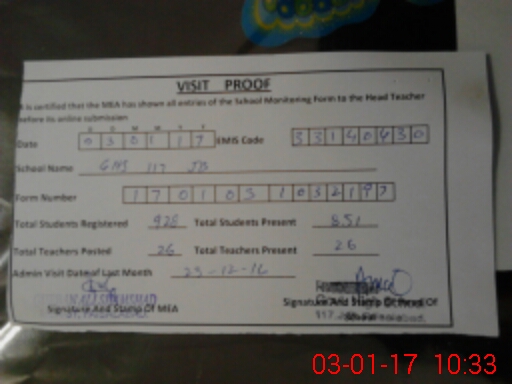 VISIT PROOF
is certified that the MEA has shown all entries of the School Monitoring Form to the Head Teacher
before its online submission
D D M M Y Y
Date 0 3 0 1 1 7 EMIS Code 3 3 1 4 0 4 3 0
School Name GHS 117 JB
Form Number 1 7 0 1 0 3 1 0 3 2 1 9 7
Total Students Registered 928 Total Students Present 851
Total Teachers Posted 26 Total Teachers Present 26
Admin Visit Date of Last Month 23-12-16
Signature And Stamp Of MEA Signature And Stamp Of Head Of
School
03-01-17 10:33